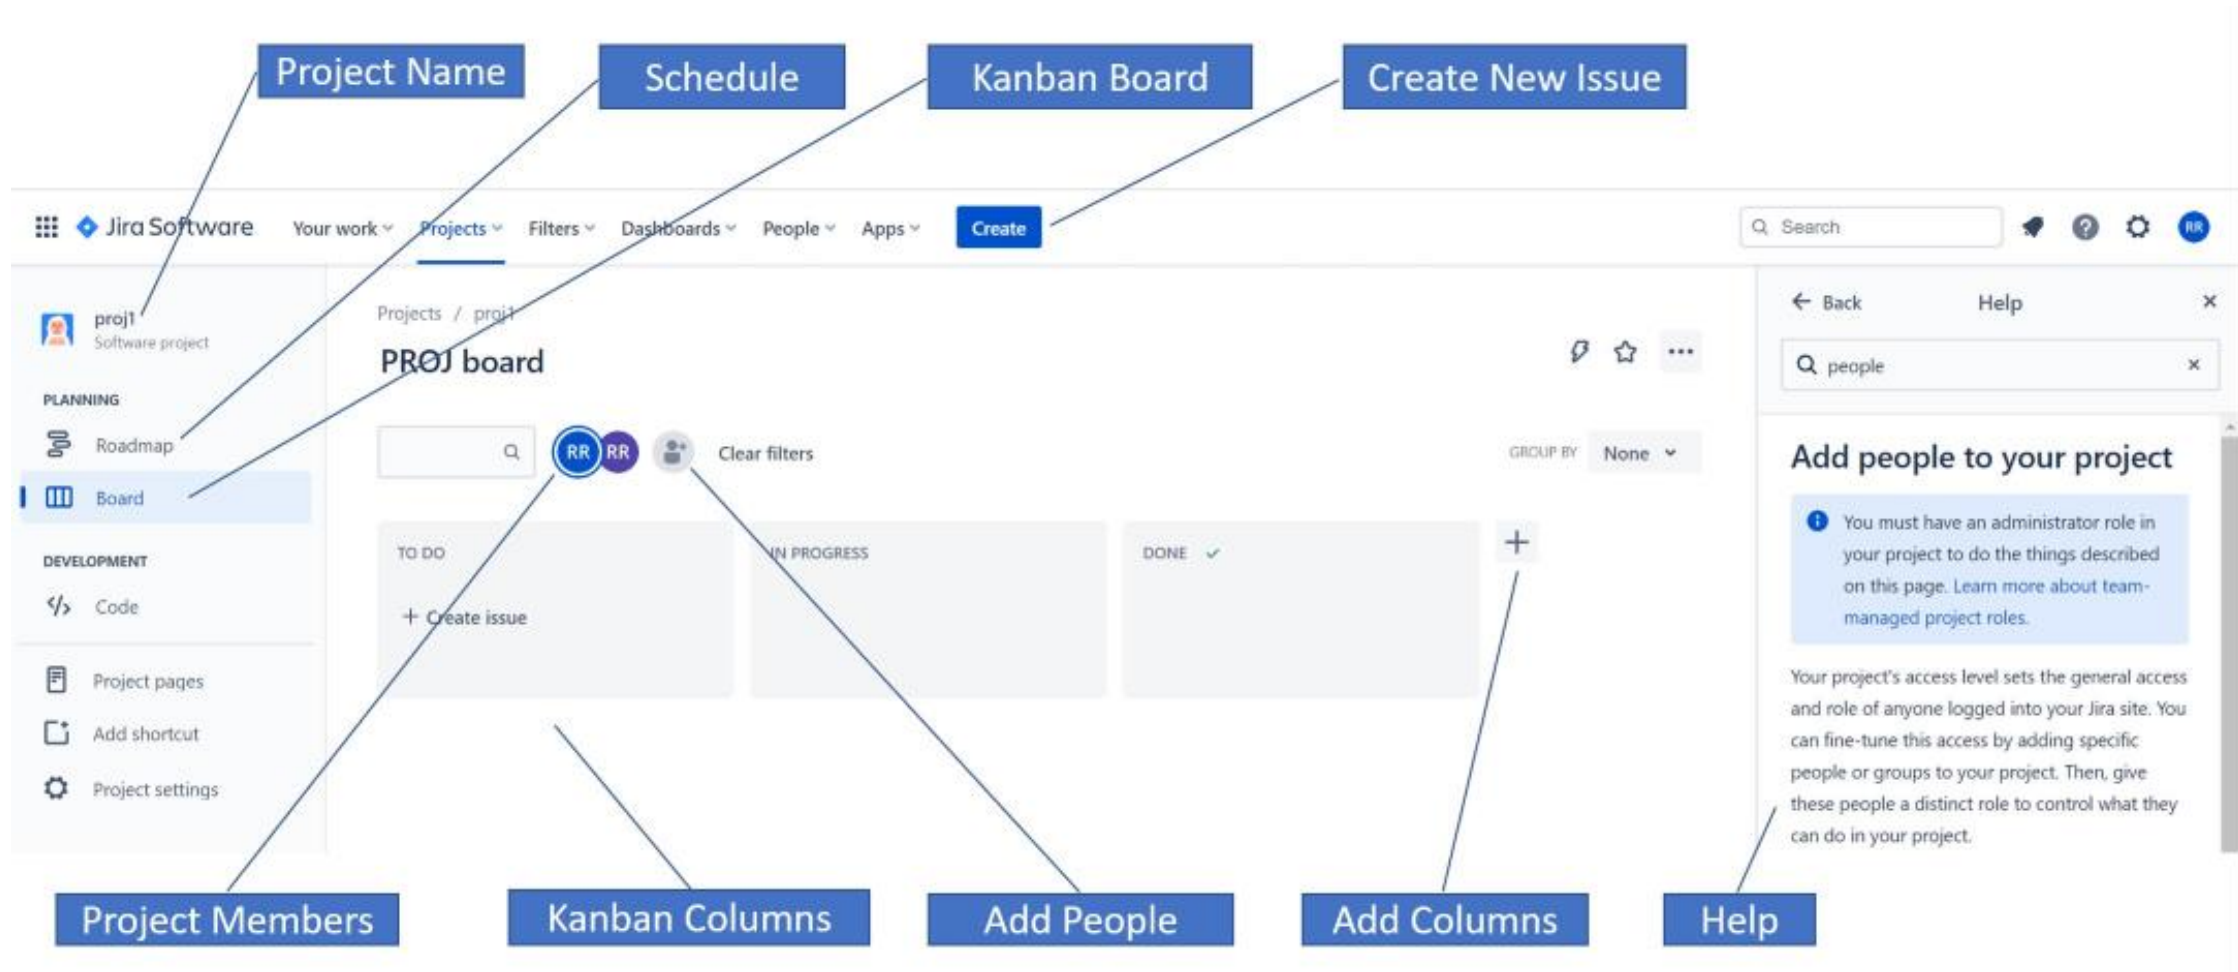 Project Name
Schedule
Kanban Board
Create New Issue
Jira Software
Your work
Projects
Filters
Dashboards
People
Apps
Create
Search
RR
proj1
Software project
PLANNING
Roadmap
Board
DEVELOPMENT
Code
Project pages
Add shortcut
Project settings
Projects / proj1
PROJ board
RR RR
Clear filters
GROUP BY None
TO DO
+ Create issue
IN PROGRESS
DONE
Back
Help
people
Add people to your project
You must have an administrator role in
your project to do the things described
on this page. Learn more about team-
managed project roles.
Your project's access level sets the general access
and role of anyone logged into your Jira site. You
can fine-tune this access by adding specific
people or groups to your project. Then, give
these people a distinct role to control what they
can do in your project.
Project Members
Kanban Columns
Add People
Add Columns
Help